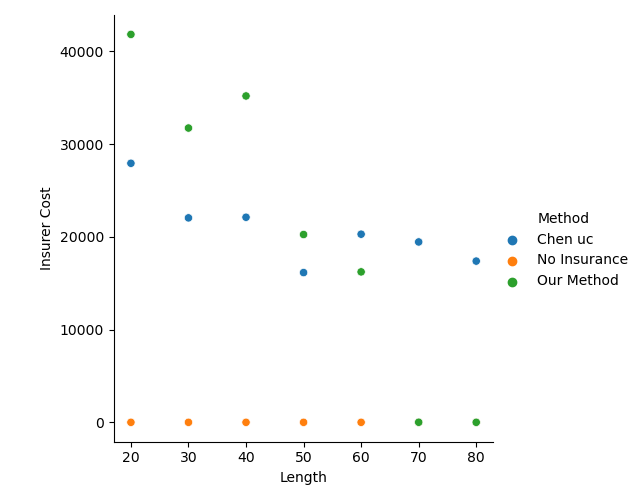 40000
30000
20000
10000
0
Insurer Cost
20 30 40 50 60 70 80
Length
Method
Chen uc
No Insurance
Our Method